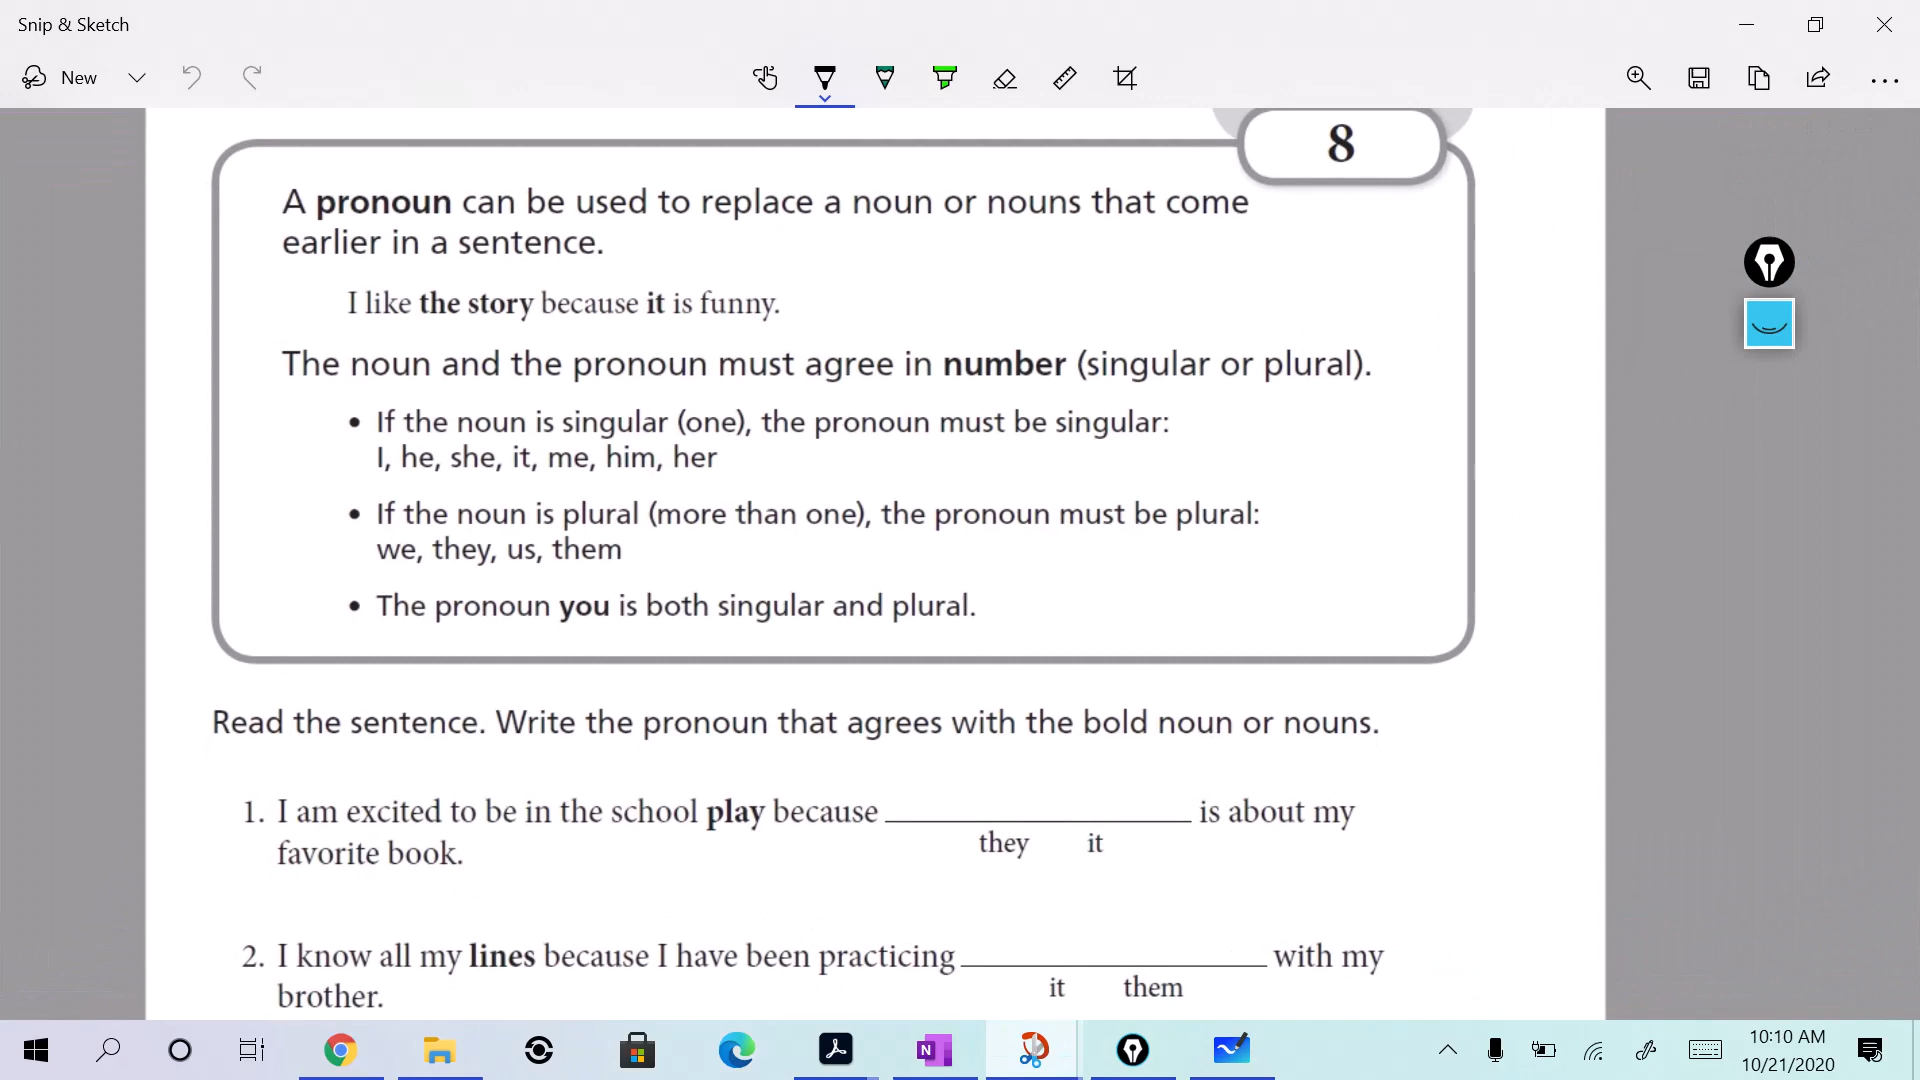 Snip & Sketch
New
8
A pronoun can be used to replace a noun or nouns that come
earlier in a sentence.
I like the story because it is funny.
The noun and the pronoun must agree in number (singular or plural).
• If the noun is singular (one), the pronoun must be singular:
I, he, she, it, me, him, her
• If the noun is plural (more than one), the pronoun must be plural:
we, they, us, them
• The pronoun you is both singular and plural.
Read the sentence. Write the pronoun that agrees with the bold noun or nouns.
1. I am excited to be in the school play because ____________ is about my
they it
favorite book.
2. I know all my lines because I have been practicing ____________ with my
it them
brother.
N
10:10 AM
10/21/2020